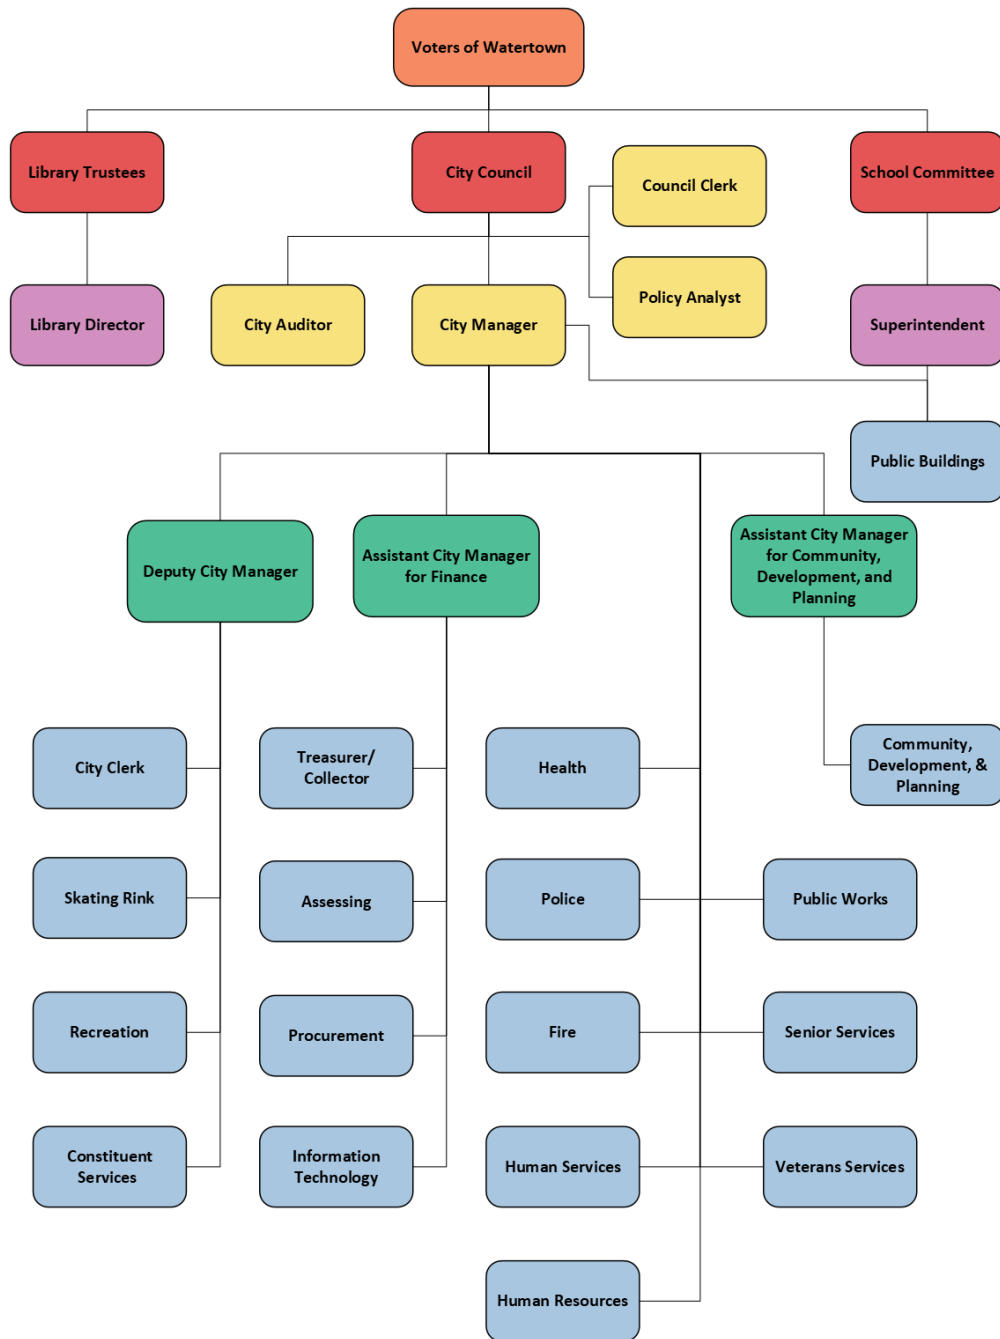 Voters of Watertown
Library Trustees
City Council
Council Clerk
School Committee
Library Director
City Auditor
City Manager
Policy Analyst
Superintendent
Public Buildings
Deputy City Manager
Assistant City Manager
for Finance
Assistant City Manager
for Community,
Development, and
Planning
City Clerk
Treasurer/
Collector
Health
Community,
Development, &
Planning
Skating Rink
Assessing
Police
Public Works
Recreation
Procurement
Fire
Senior Services
Constituent
Services
Information
Technology
Human Services
Veterans Services
Human Resources